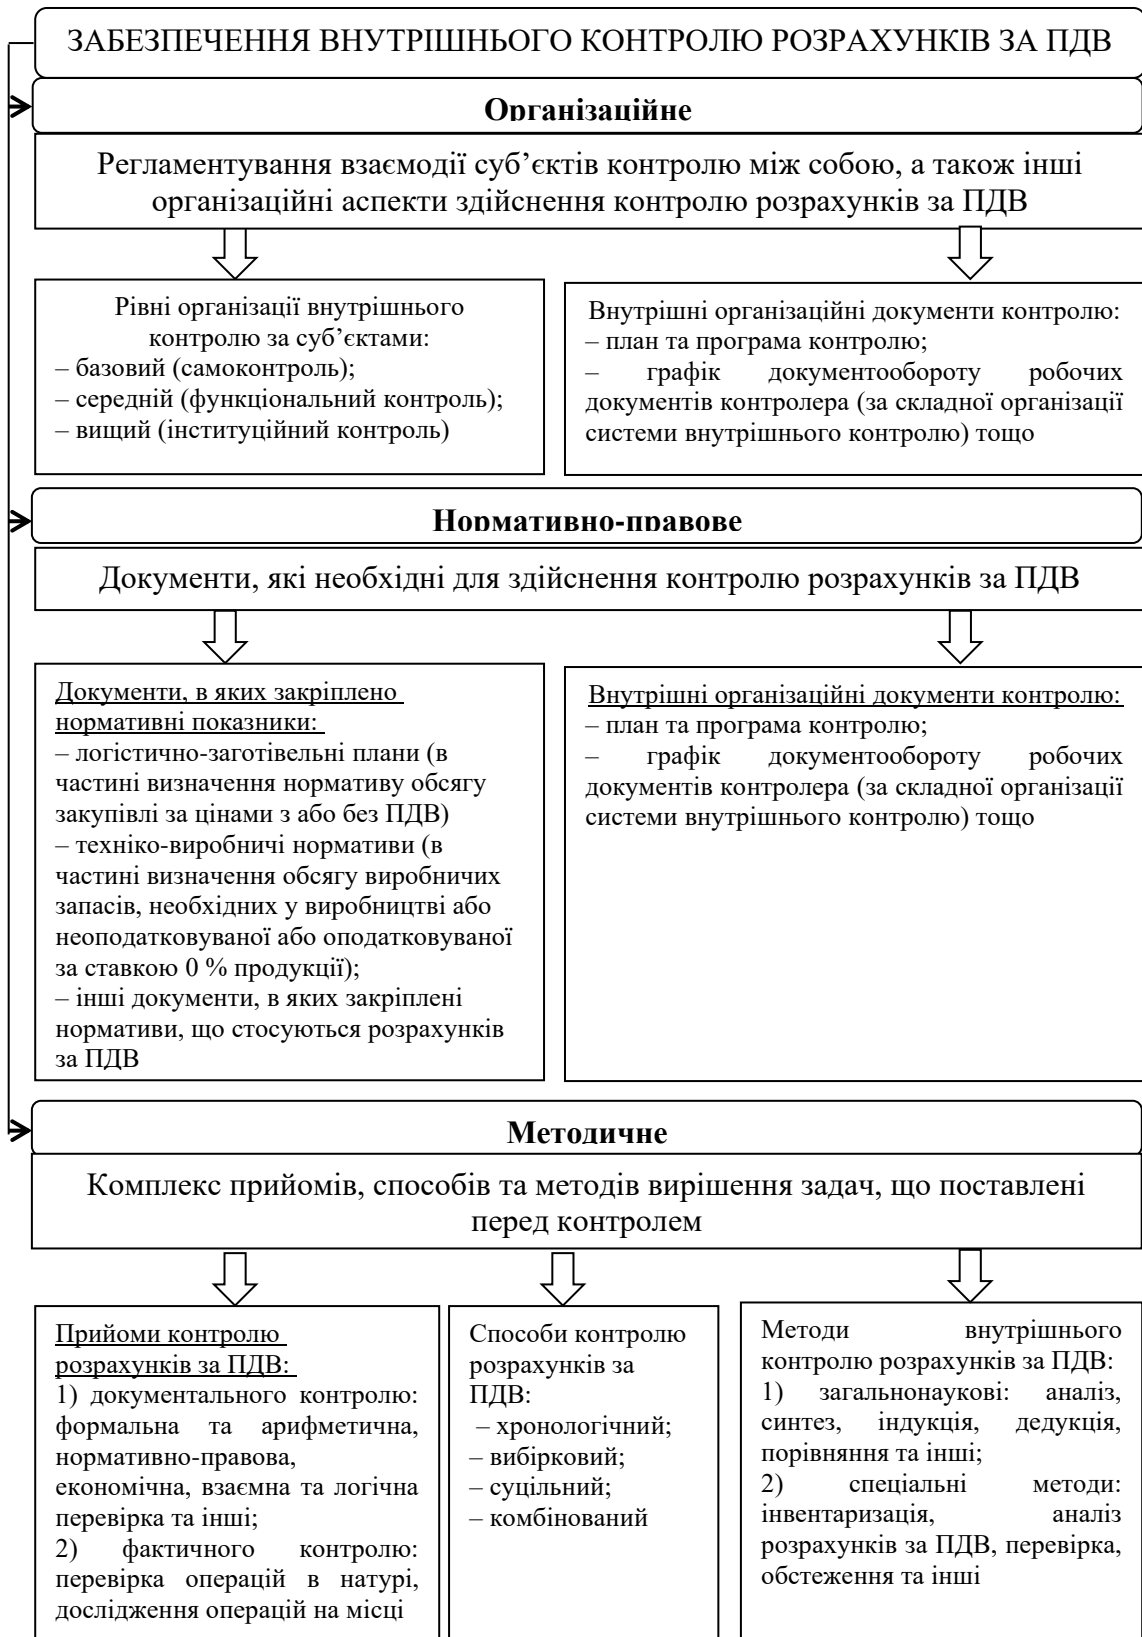 ЗАБЕЗПЕЧЕННЯ ВНУТРІШНЬОГО КОНТРОЛЮ РОЗРАХУНКІВ ЗА ПДВ
Організаційне
Регламентування взаємодії суб’єктів контролю між собою, а також інші
організаційні аспекти здійснення контролю розрахунків за ПДВ
Рівні організації внутрішнього
контролю за суб’єктами:
– базовий (самоконтроль);
– середній (функціональний контроль);
– вищий (інституційний контроль)
Внутрішні організаційні документи контролю:
– план та програма контролю;
– графік документообороту робочих
документів контролера (за складної організації
системи внутрішнього контролю) тощо
Нормативно-правове
Документи, які необхідні для здійснення контролю розрахунків за ПДВ
Документи, в яких закріплено
нормативні показники:
– логістично-заготівельні плани (в
частині визначення нормативу обсягу
закупівлі за цінами з або без ПДВ)
– техніко-виробничі нормативи (в
частині визначення обсягу виробничих
запасів, необхідних у виробництві або
неоподатковуваної або оподатковуваної
за ставкою 0 % продукції);
– інші документи, в яких закріплені
нормативи, що стосуються розрахунків
за ПДВ
Внутрішні організаційні документи контролю:
– план та програма контролю;
– графік документообороту робочих
документів контролера (за складної організації
системи внутрішнього контролю) тощо
Методичне
Комплекс прийомів, способів та методів вирішення задач, що поставлені
перед контролем
Прийоми контролю
розрахунків за ПДВ:
1) документального контролю:
формальна та арифметична,
нормативно-правова,
економічна, взаємна та логічна
перевірка та інші;
2) фактичного контролю:
перевірка операцій в натурі,
дослідження операцій на місці
Способи контролю
розрахунків за
ПДВ:
– хронологічний;
– вибірковий;
– суцільний;
– комбінований
Методи внутрішнього
контролю розрахунків за ПДВ:
1) загальнонаукові: аналіз,
синтез, індукція, дедукція,
порівняння та інші;
2) спеціальні методи:
інвентаризація, аналіз
розрахунків за ПДВ, перевірка,
обстеження та інші